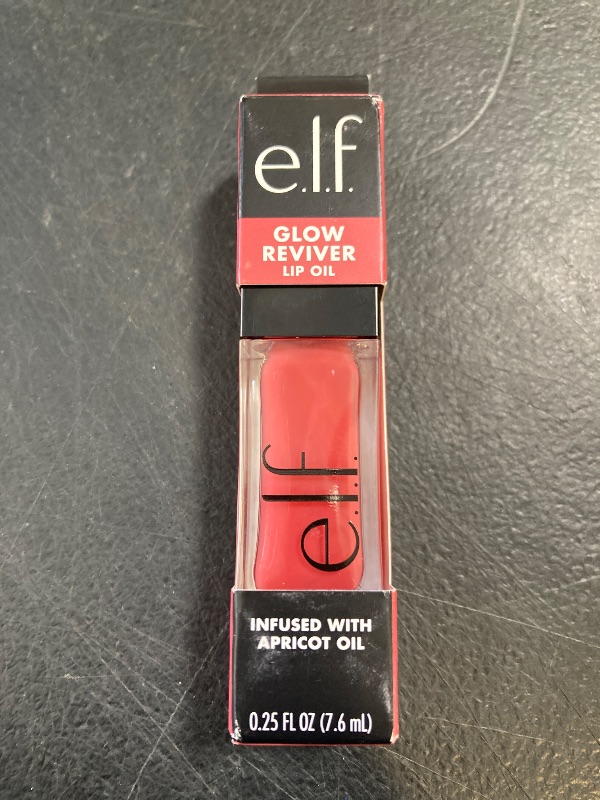 e.l.f.
GLOW
REVIVER
LIP OIL
e.l.f.
INFUSED WITH
APRICOT OIL
0.25 FL OZ (7.6 mL)